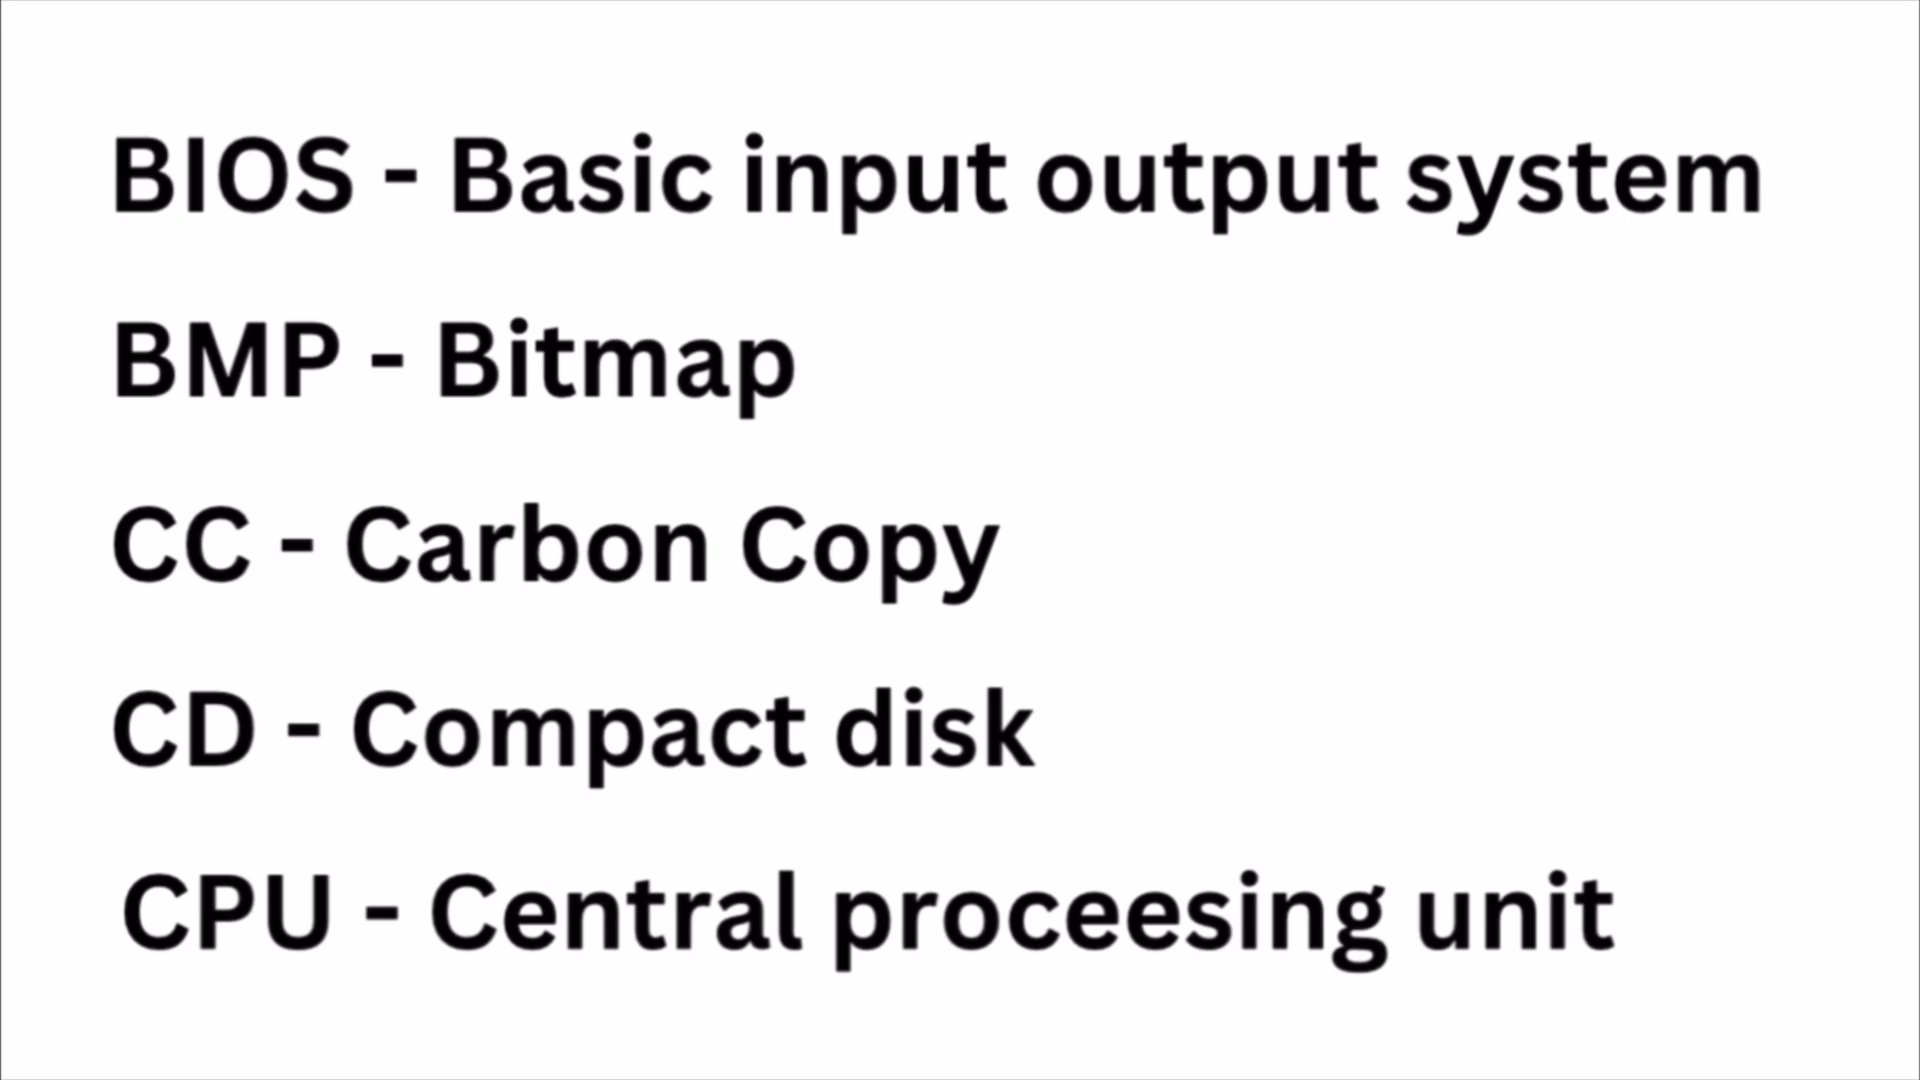 BIOS - Basic input output system
BMP - Bitmap
CC - Carbon Copy
CD - Compact disk
CPU - Central proceesing unit